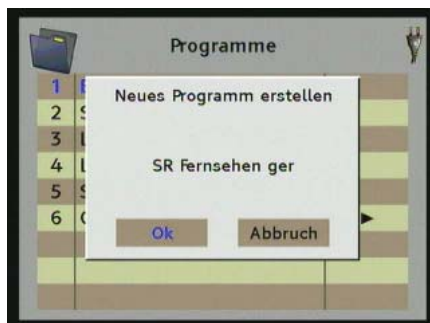 Programme
Neues Programm erstellen
1
2 S
3 L
4 L
SR Fernsehen ger
5 S
6
Ok
Abbruch